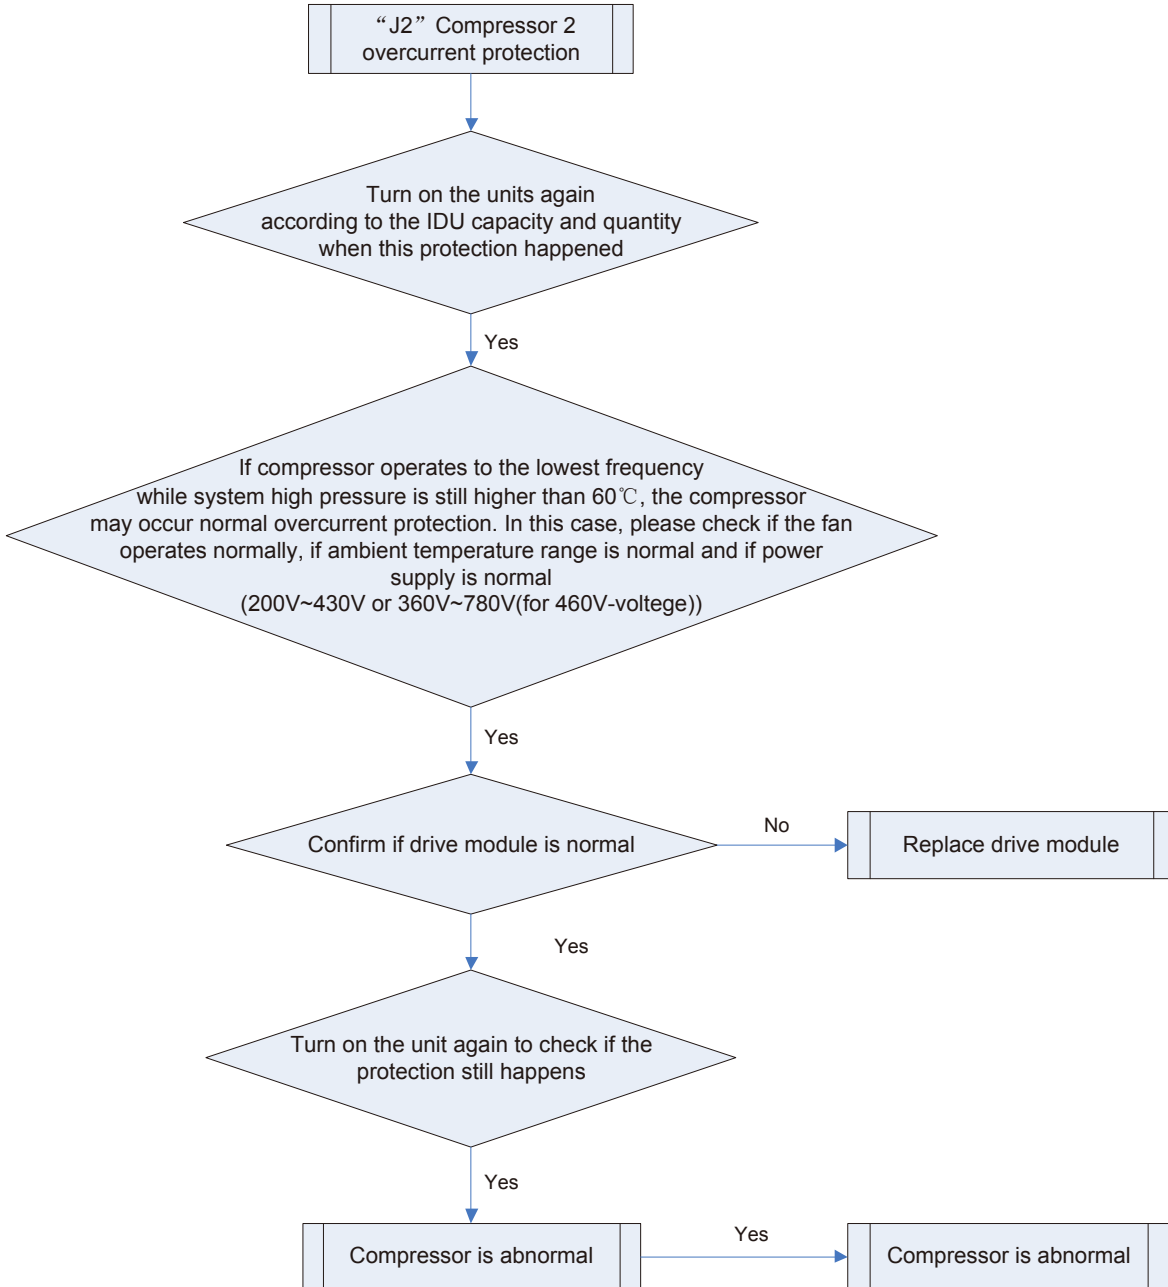 “J2” Compressor 2
overcurrent protection
Turn on the units again
according to the IDU capacity and quantity
when this protection happened
Yes
If compressor operates to the lowest frequency
while system high pressure is still higher than 60℃, the compressor
may occur normal overcurrent protection. In this case, please check if the fan
operates normally, if ambient temperature range is normal and if power
supply is normal
(200V~430V or 360V~780V(for 460V-voltege))
Yes
Confirm if drive module is normal
No
Replace drive module
Yes
Turn on the unit again to check if the
protection still happens
Yes
Compressor is abnormal
Yes
Compressor is abnormal